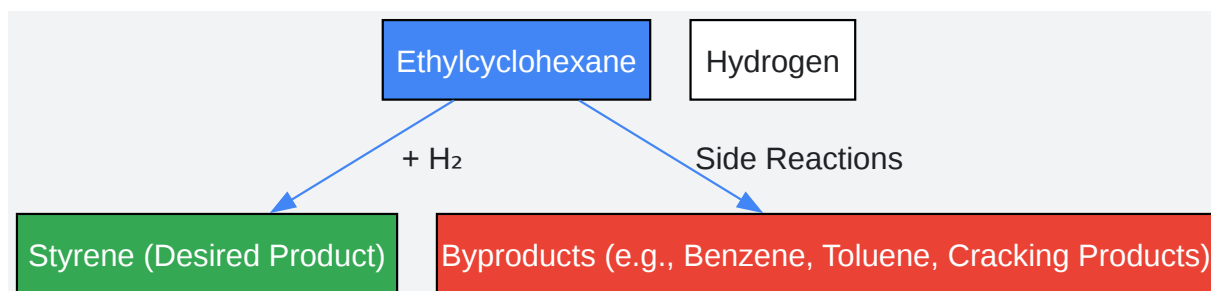 Ethylcyclohexane
Hydrogen
+ H₂
Side Reactions
Styrene (Desired Product)
Byproducts (e.g., Benzene, Toluene, Cracking Products)